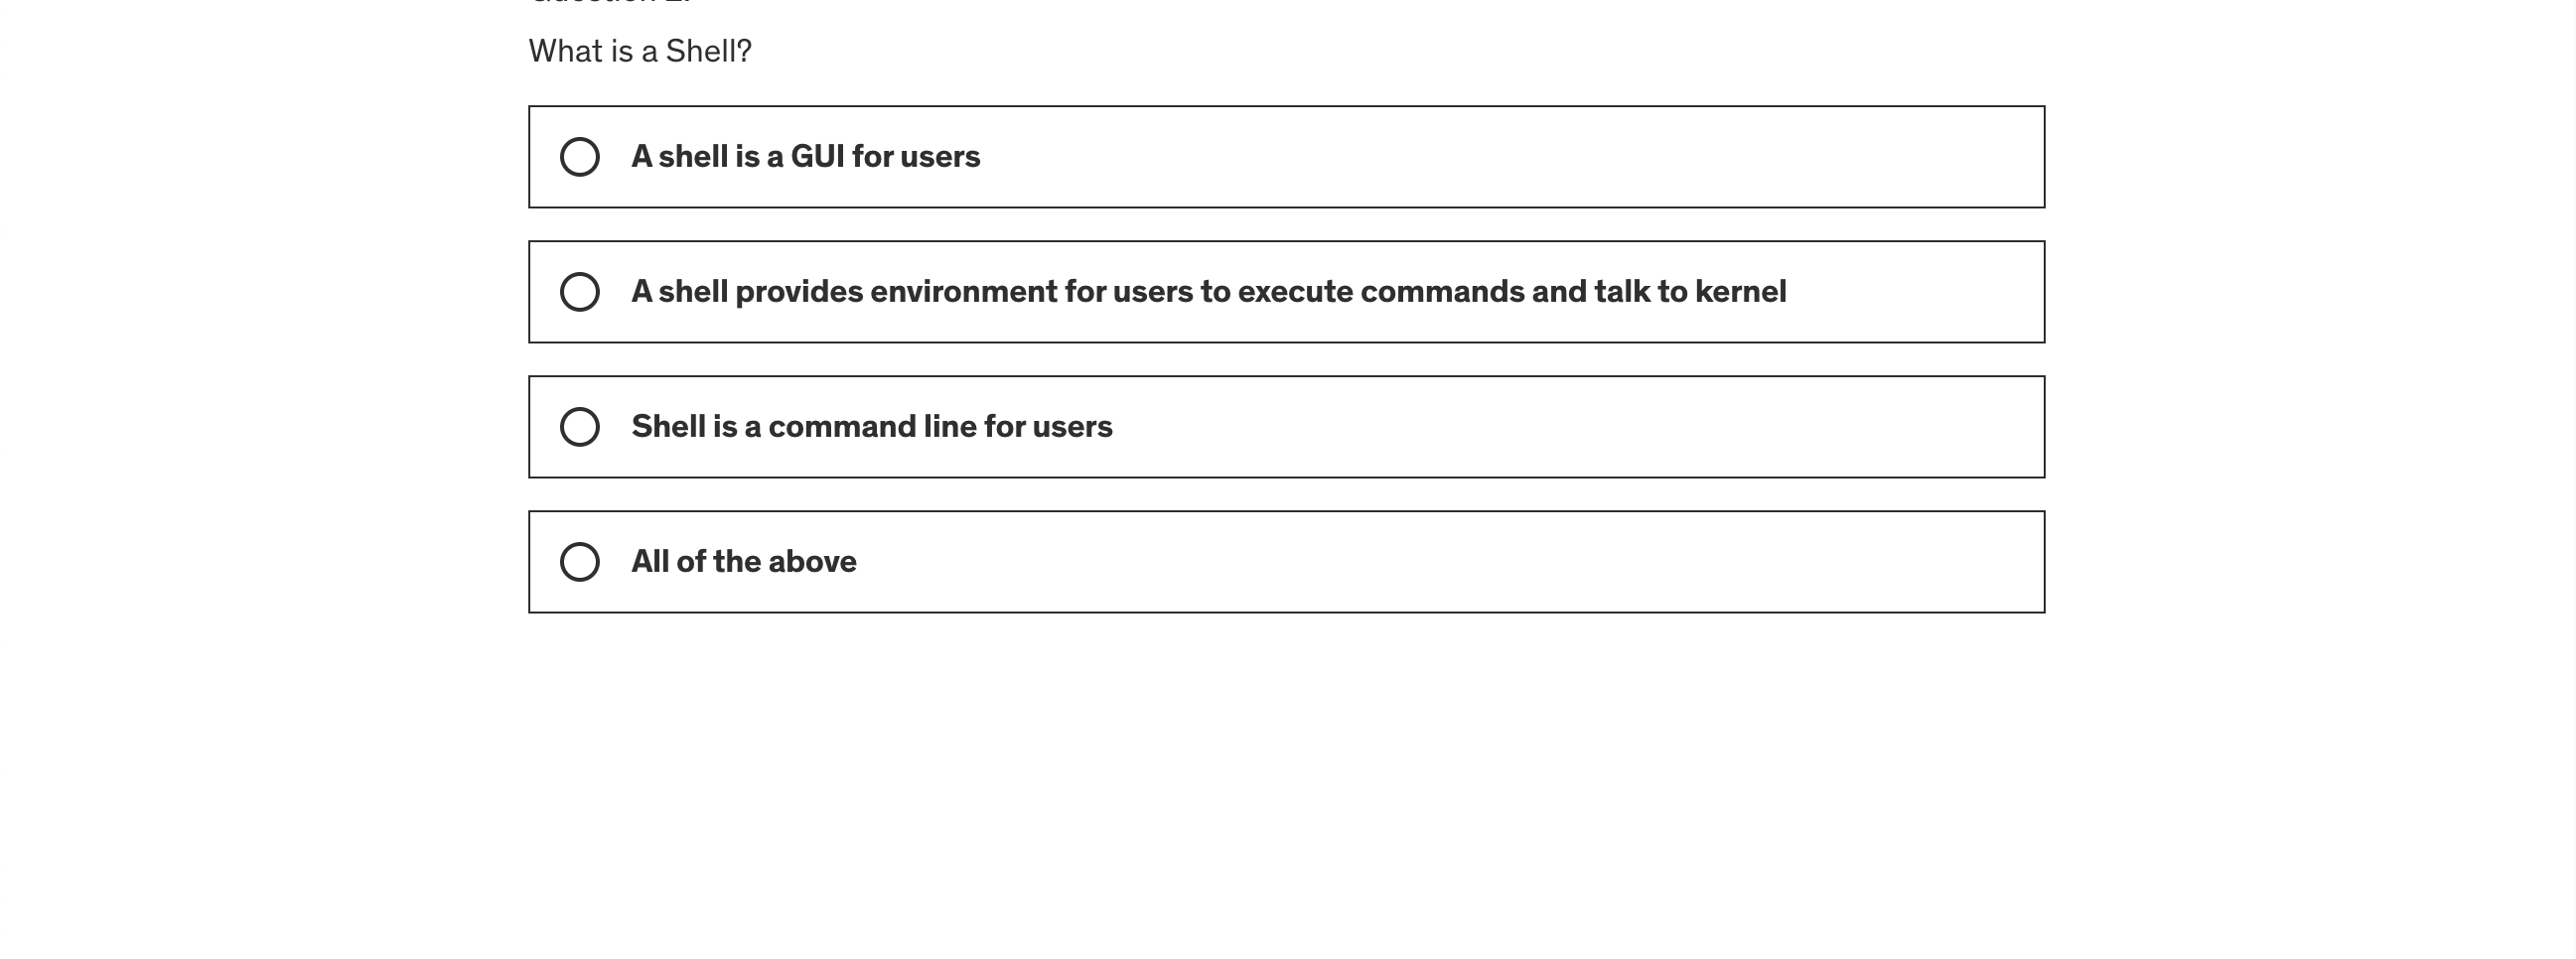 What is a Shell?
A shell is a GUI for users
A shell provides environment for users to execute commands and talk to kernel
Shell is a command line for users
All of the above